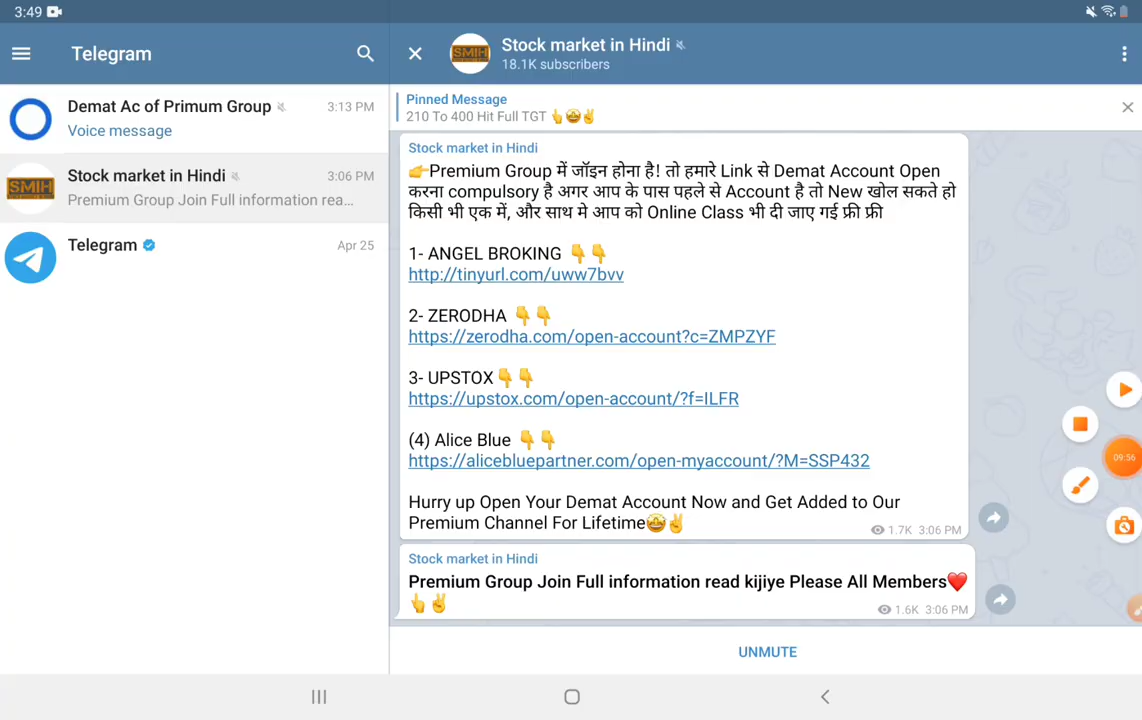 3:49
Telegram
Demat Ac of Primum Group
3:13 PM
Voice message
SMIH
Stock market in Hindi
3:06 PM
Premium Group Join Full information rea...
Telegram
Apr 25
SMIH
Stock market in Hindi
18.1K subscribers
Pinned Message
210 To 400 Hit Full TGT 👆🤩✌
Stock market in Hindi
👉Premium Group में जॉइन होना है! तो हमारे Link से Demat Account Open
करना compulsory है अगर आप के पास पहले से Account है तो New खोल सकते हो
किसी भी एक में, और साथ मे आप को Online Class भी दी जाए गई फ्री फ्री
1- ANGEL BROKING 👇👇
http://tinyurl.com/uww7bvv
2- ZERODHA 👇👇
https://zerodha.com/open-account?c=ZMPZYF
3- UPSTOX👇👇
https://upstox.com/open-account/?f=ILFR
(4) Alice Blue 👇👇
https://alicebluepartner.com/open-myaccount/?M=SSP432
Hurry up Open Your Demat Account Now and Get Added to Our
Premium Channel For Lifetime🤩✌
1.7K 3:06 PM
Stock market in Hindi
Premium Group Join Full information read kijiye Please All Members❤
👆✌
1.6K 3:06 PM
UNMUTE
09:56